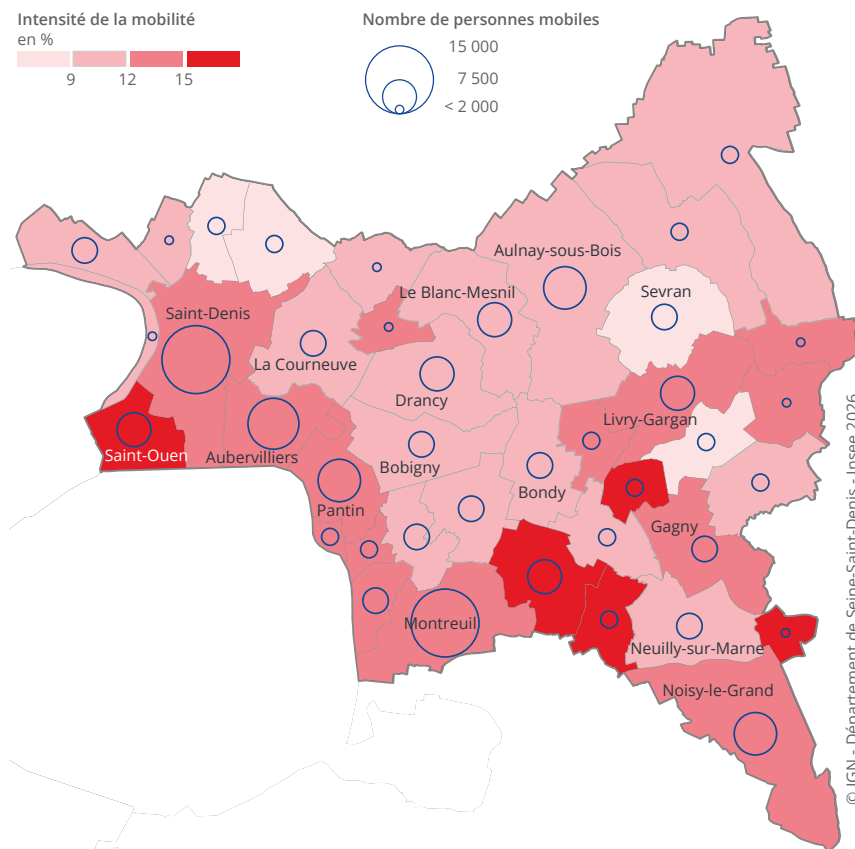 Intensité de la mobilité
en %
9 12 15
Nombre de personnes mobiles
15 000
7 500
< 2 000
Aulnay-sous-Bois
Sevran
Le Blanc-Mesnil
Saint-Denis
La Courneuve
Drancy
Livry-Gargan
Saint-Ouen
Aubervilliers
Bobigny
Bondy
Pantin
Gagny
Montreuil
Neuilly-sur-Marne
Noisy-le-Grand
© IGN - Département de Seine-Saint-Denis - Insee 2026